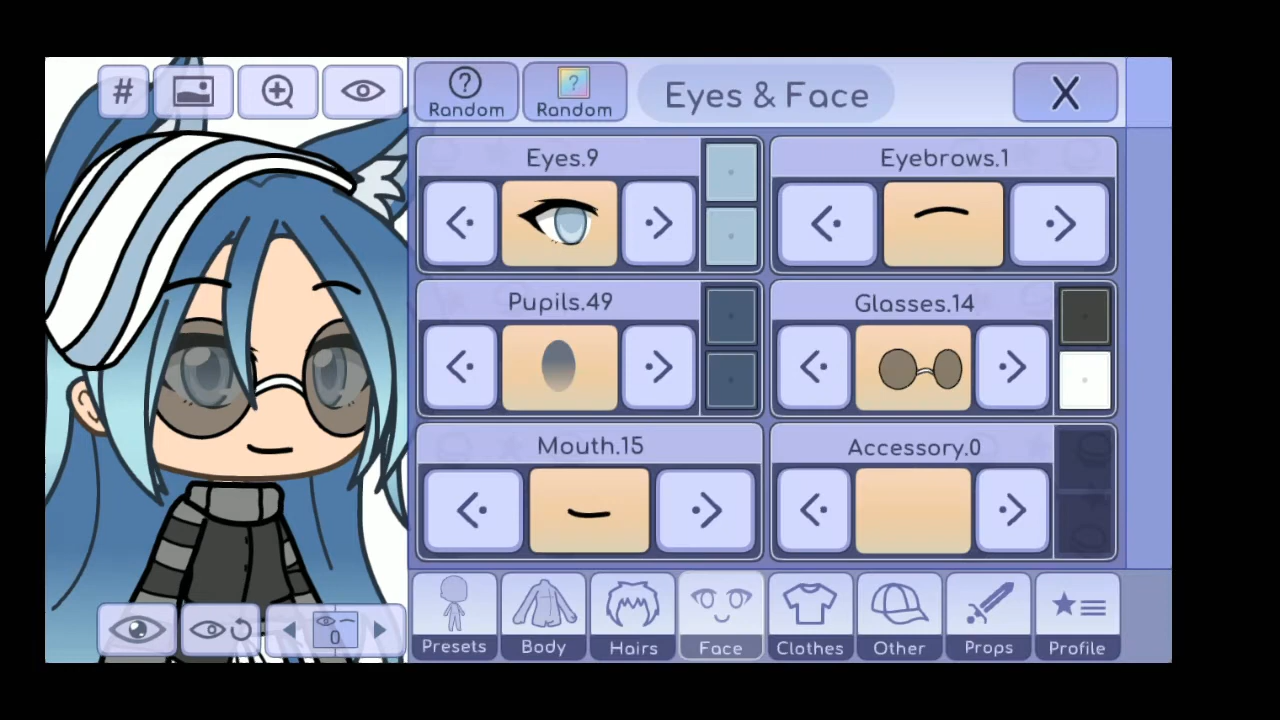 #
? Random
? Random
Eyes & Face
X
Eyes.9
Eyebrows.1
Pupils.49
Glasses.14
Mouth.15
Accessory.0
0
Presets
Body
Hairs
Face
Clothes
Other
Props
Profile